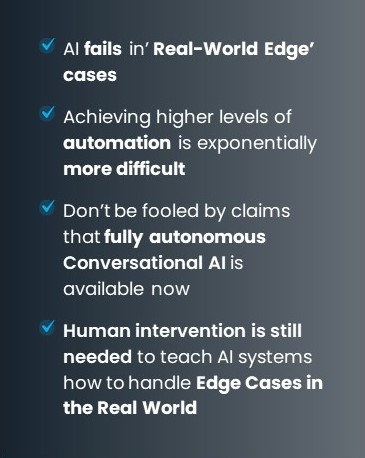 AI fails in’ Real-World Edge’
cases
Achieving higher levels of
automation is exponentially
more difficult
Don’t be fooled by claims
that fully autonomous
Conversational AI is
available now
Human intervention is still
needed to teach AI systems
how to handle Edge Cases in
the Real World